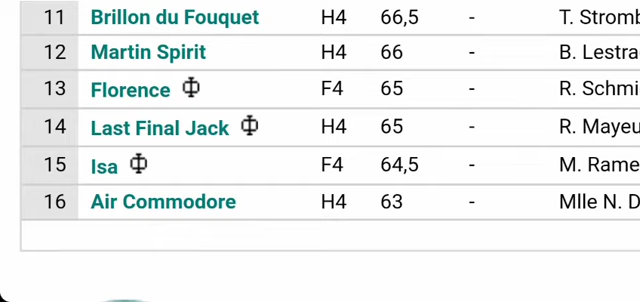 11 Brillon du Fouquet H4 66,5 - T. Stromb
12 Martin Spirit H4 66 - B. Lestra
13 Florence F4 65 - R. Schmi
14 Last Final Jack H4 65 - R. Mayeu
15 Isa F4 64,5 - M. Rame
16 Air Commodore H4 63 - Mlle N. D